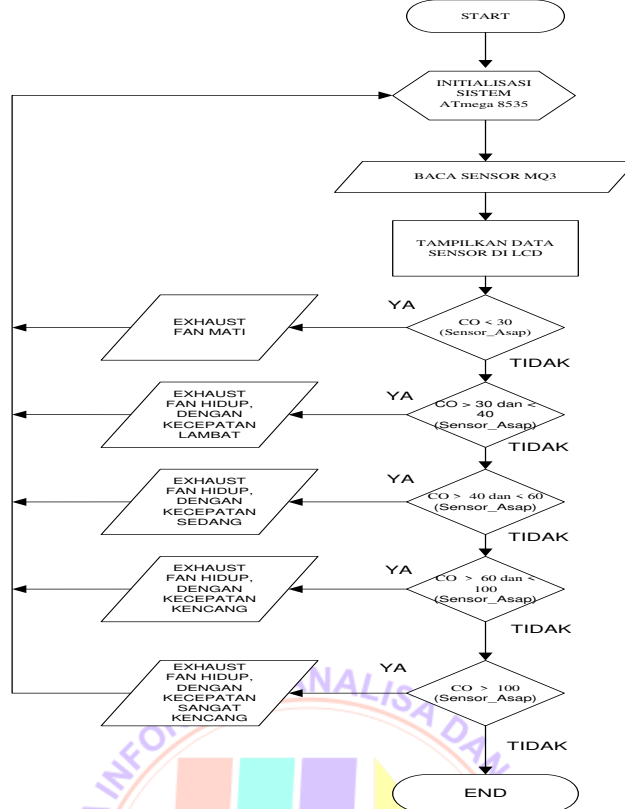 START
INITIALISASI
SISTEM
ATmega 8535
BACA SENSOR MQ3
TAMPILKAN DATA
SENSOR DI LCD
YA
EXHAUST
FAN MATI
CO < 30
(Sensor_Asap)
TIDAK
YA
EXHAUST
FAN HIDUP,
DENGAN
KECEPATAN
LAMBAT
CO > 30 dan <
40
(Sensor_Asap)
TIDAK
YA
EXHAUST
FAN HIDUP,
DENGAN
KECEPATAN
SEDANG
CO > 40 dan < 60
(Sensor_Asap)
TIDAK
YA
EXHAUST
FAN HIDUP,
DENGAN
KECEPATAN
KENCANG
CO > 60 dan <
100
(Sensor_Asap)
TIDAK
YA
EXHAUST
FAN HIDUP,
DENGAN
KECEPATAN
SANGAT
KENCANG
CO > 100
(Sensor_Asap)
TIDAK
END
ANALISA DAN